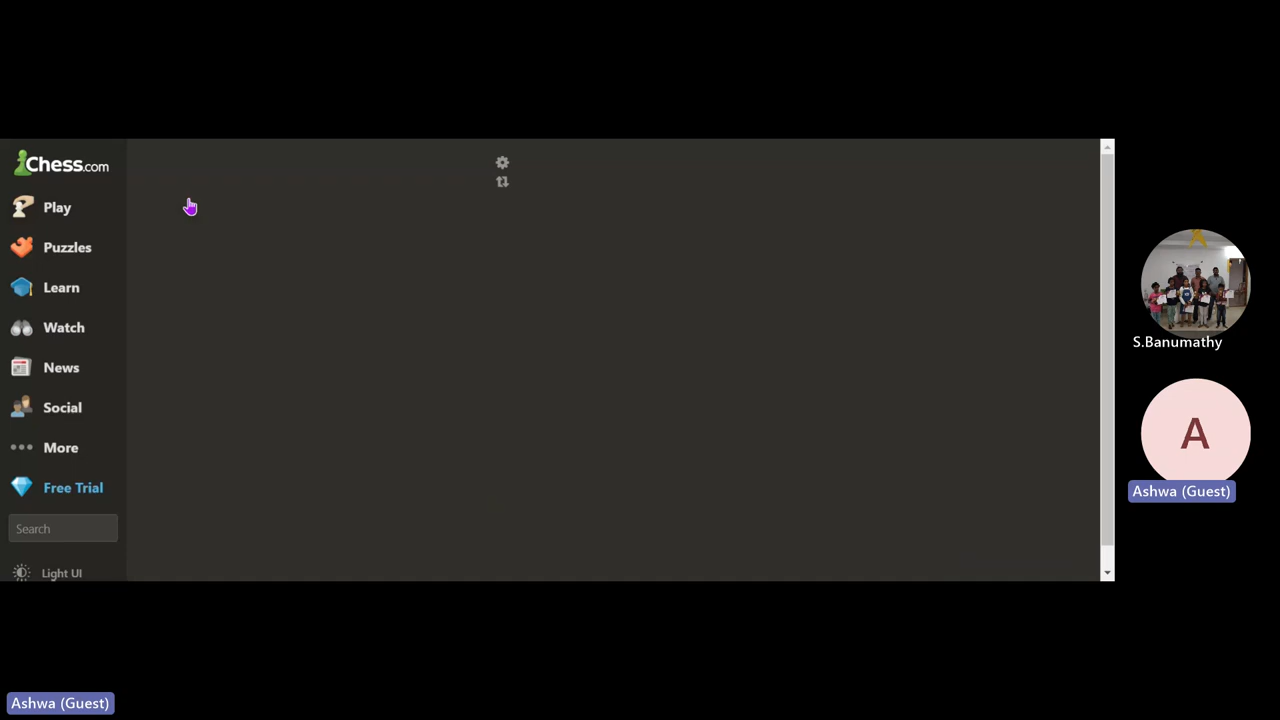 Chess.com
Play
Puzzles
Learn
Watch
News
Social
More
Free Trial
Search
Light UI
S.Banumathy
A
Ashwa (Guest)
Ashwa (Guest)